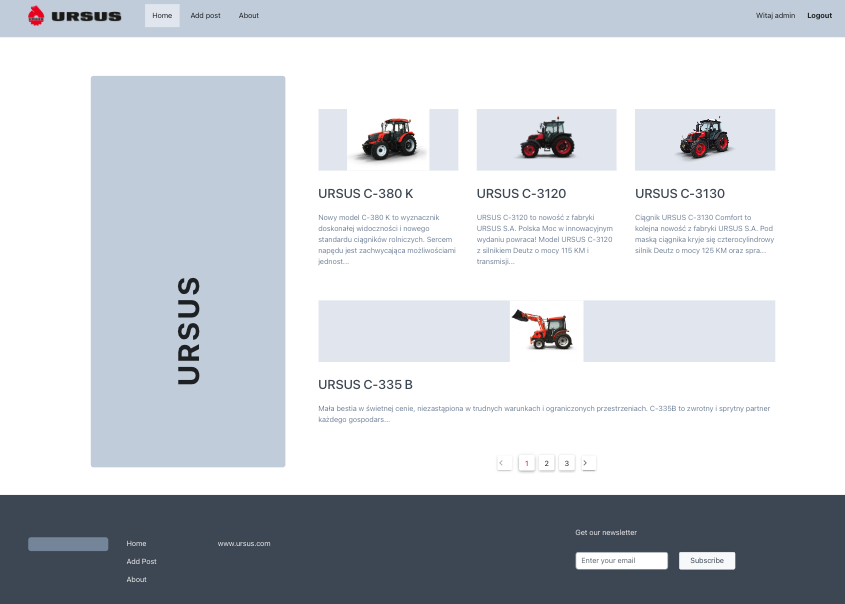 URSUS
Home
Add post
About
Witaj admin
Logout
URSUS
URSUS C-380 K
Nowy model C-380 K to wyznacznik
doskonałej widoczności i nowego
standardu ciągników rolniczych. Sercem
napędu jest zachwycająca możliwościami
jednost...
URSUS C-3120
URSUS C-3120 to nowość z fabryki
URSUS S.A. Polska Moc w innowacyjnym
wydaniu powraca! Model URSUS C-3120
z silnikiem Deutz o mocy 115 KM i
transmisji...
URSUS C-3130
Ciągnik URSUS C-3130 Comfort to
kolejna nowość z fabryki URSUS S.A. Pod
maską ciągnika kryje się czterocylindrowy
silnik Deutz o mocy 125 KM oraz spra...
URSUS C-335 B
Mała bestia w świetnej cenie, niezastąpiona w trudnych warunkach i ograniczonych przestrzeniach. C-335B to zwrotny i sprytny partner
każdego gospodars...
‹ 1 2 3 ›
Home
Add Post
About
www.ursus.com
Get our newsletter
Enter your email
Subscribe